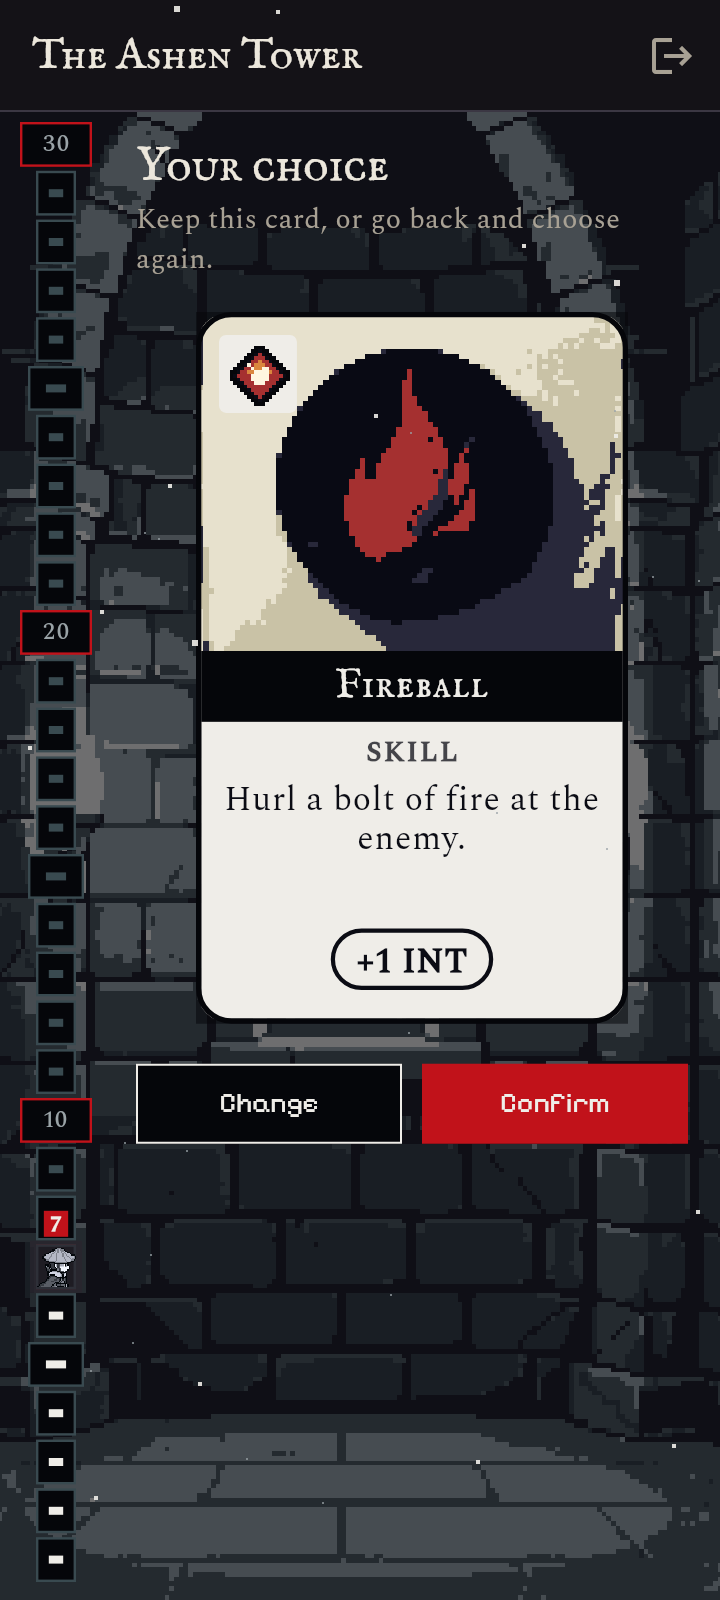 The Ashen Tower
30
Your choice
Keep this card, or go back and choose
again.
Fireball
SKILL
Hurl a bolt of fire at the
enemy.
+1 INT
20
10
7
Change
Confirm